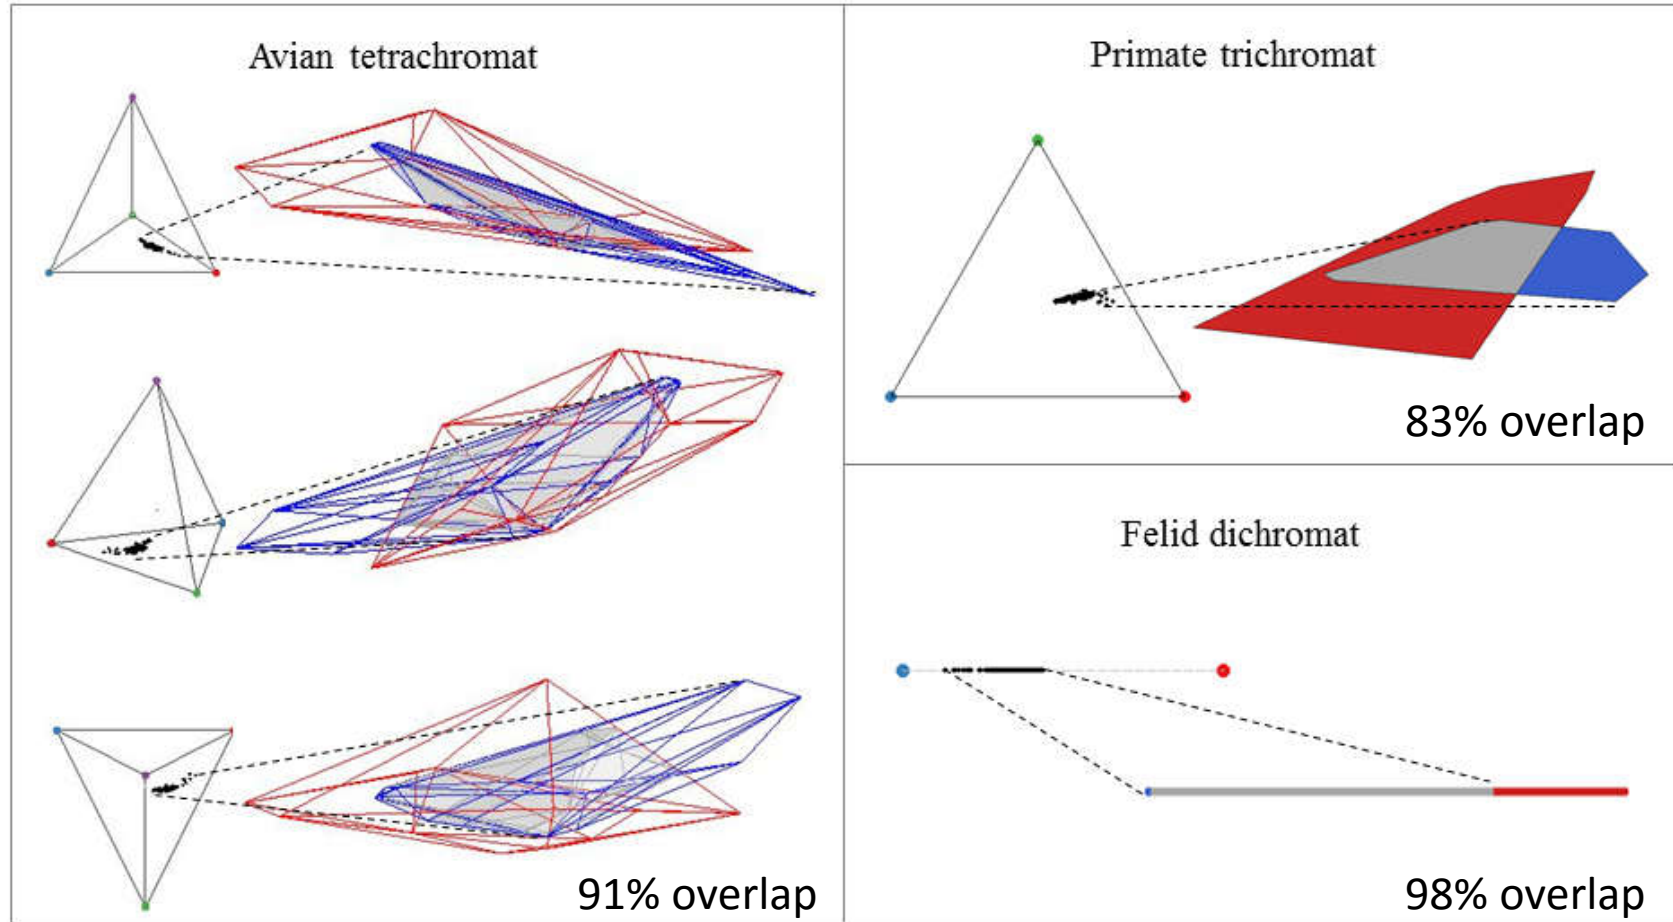 Avian tetrachromat
91% overlap
Primate trichromat
83% overlap
Felid dichromat
98% overlap